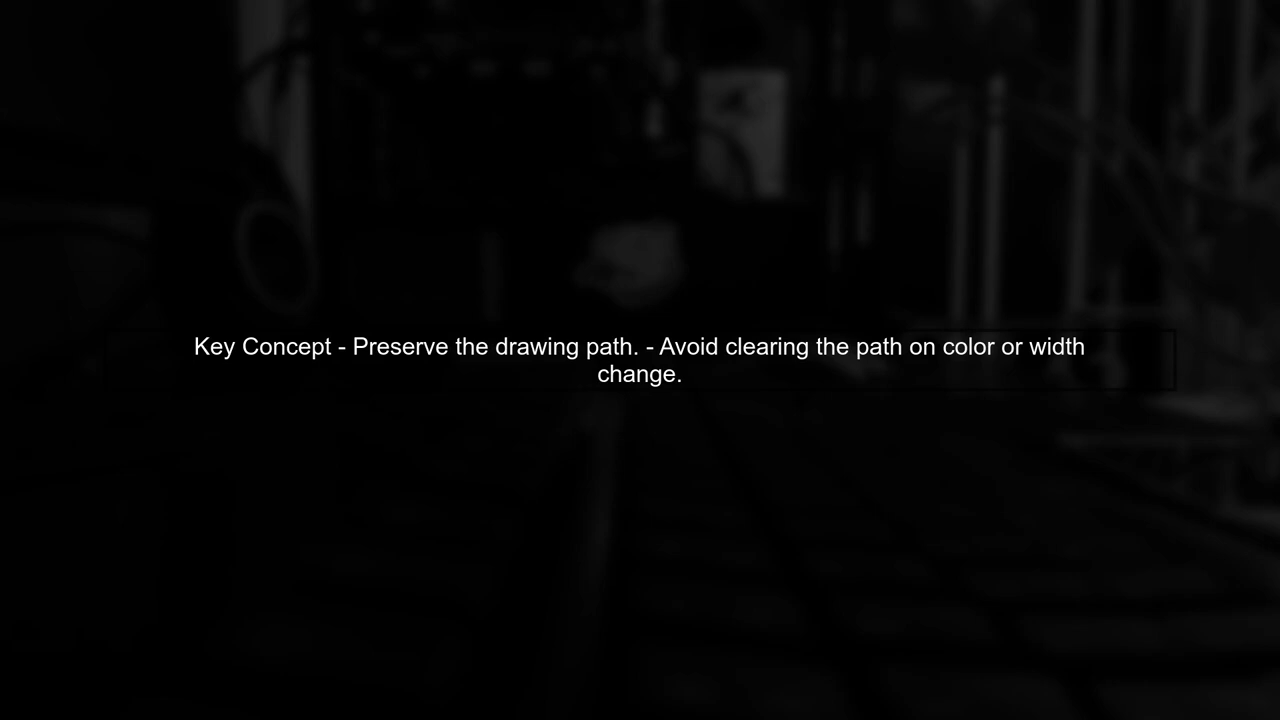 Key Concept - Preserve the drawing path. - Avoid clearing the path on color or width
change.